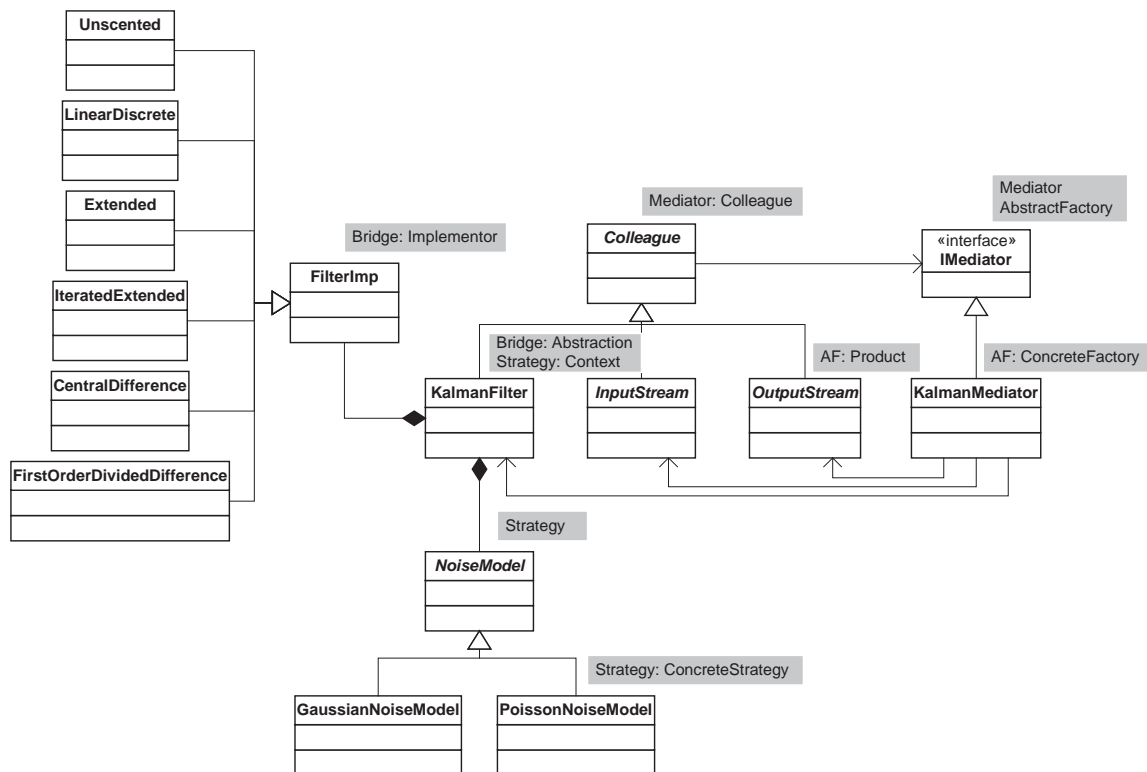 Unscented
LinearDiscrete
Extended
IteratedExtended
CentralDifference
FirstOrderDividedDifference
Bridge: Implementor
FilterImp
Mediator: Colleague
Colleague
Mediator
AbstractFactory
«interface»
IMediator
Bridge: Abstraction
Strategy: Context
AF: Product
AF: ConcreteFactory
KalmanFilter
InputStream
OutputStream
KalmanMediator
Strategy
NoiseModel
Strategy: ConcreteStrategy
GaussianNoiseModel
PoissonNoiseModel